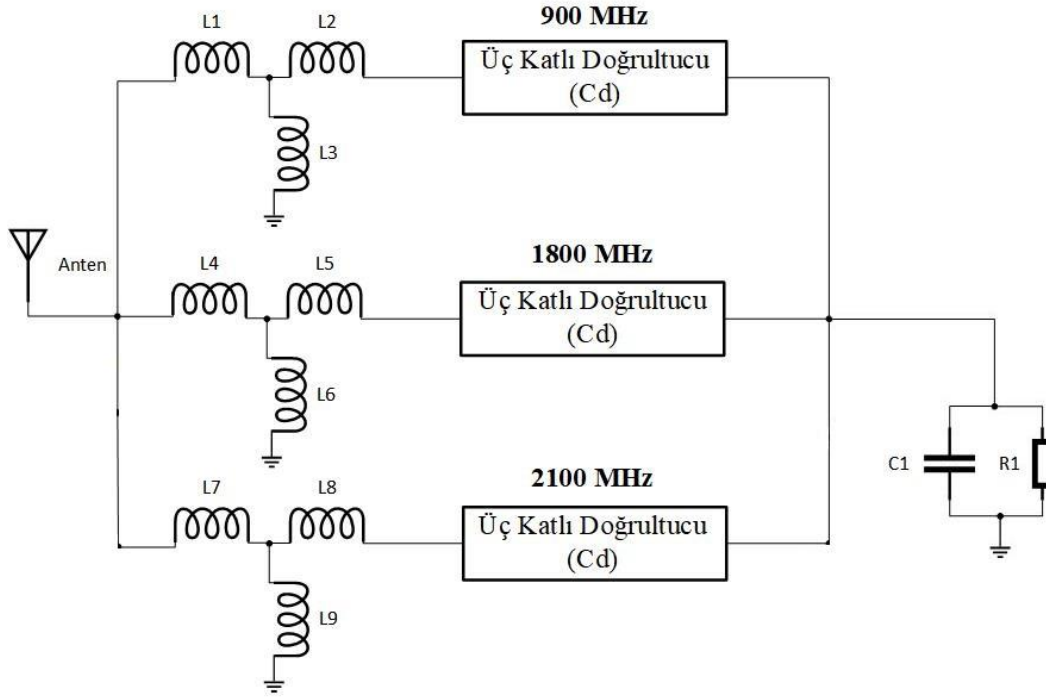 L1
L2
900 MHz
Üç Katlı Doğrultucu
(Cd)
L3
Anten
L4
L5
1800 MHz
Üç Katlı Doğrultucu
(Cd)
L6
C1
R1
L7
L8
2100 MHz
Üç Katlı Doğrultucu
(Cd)
L9